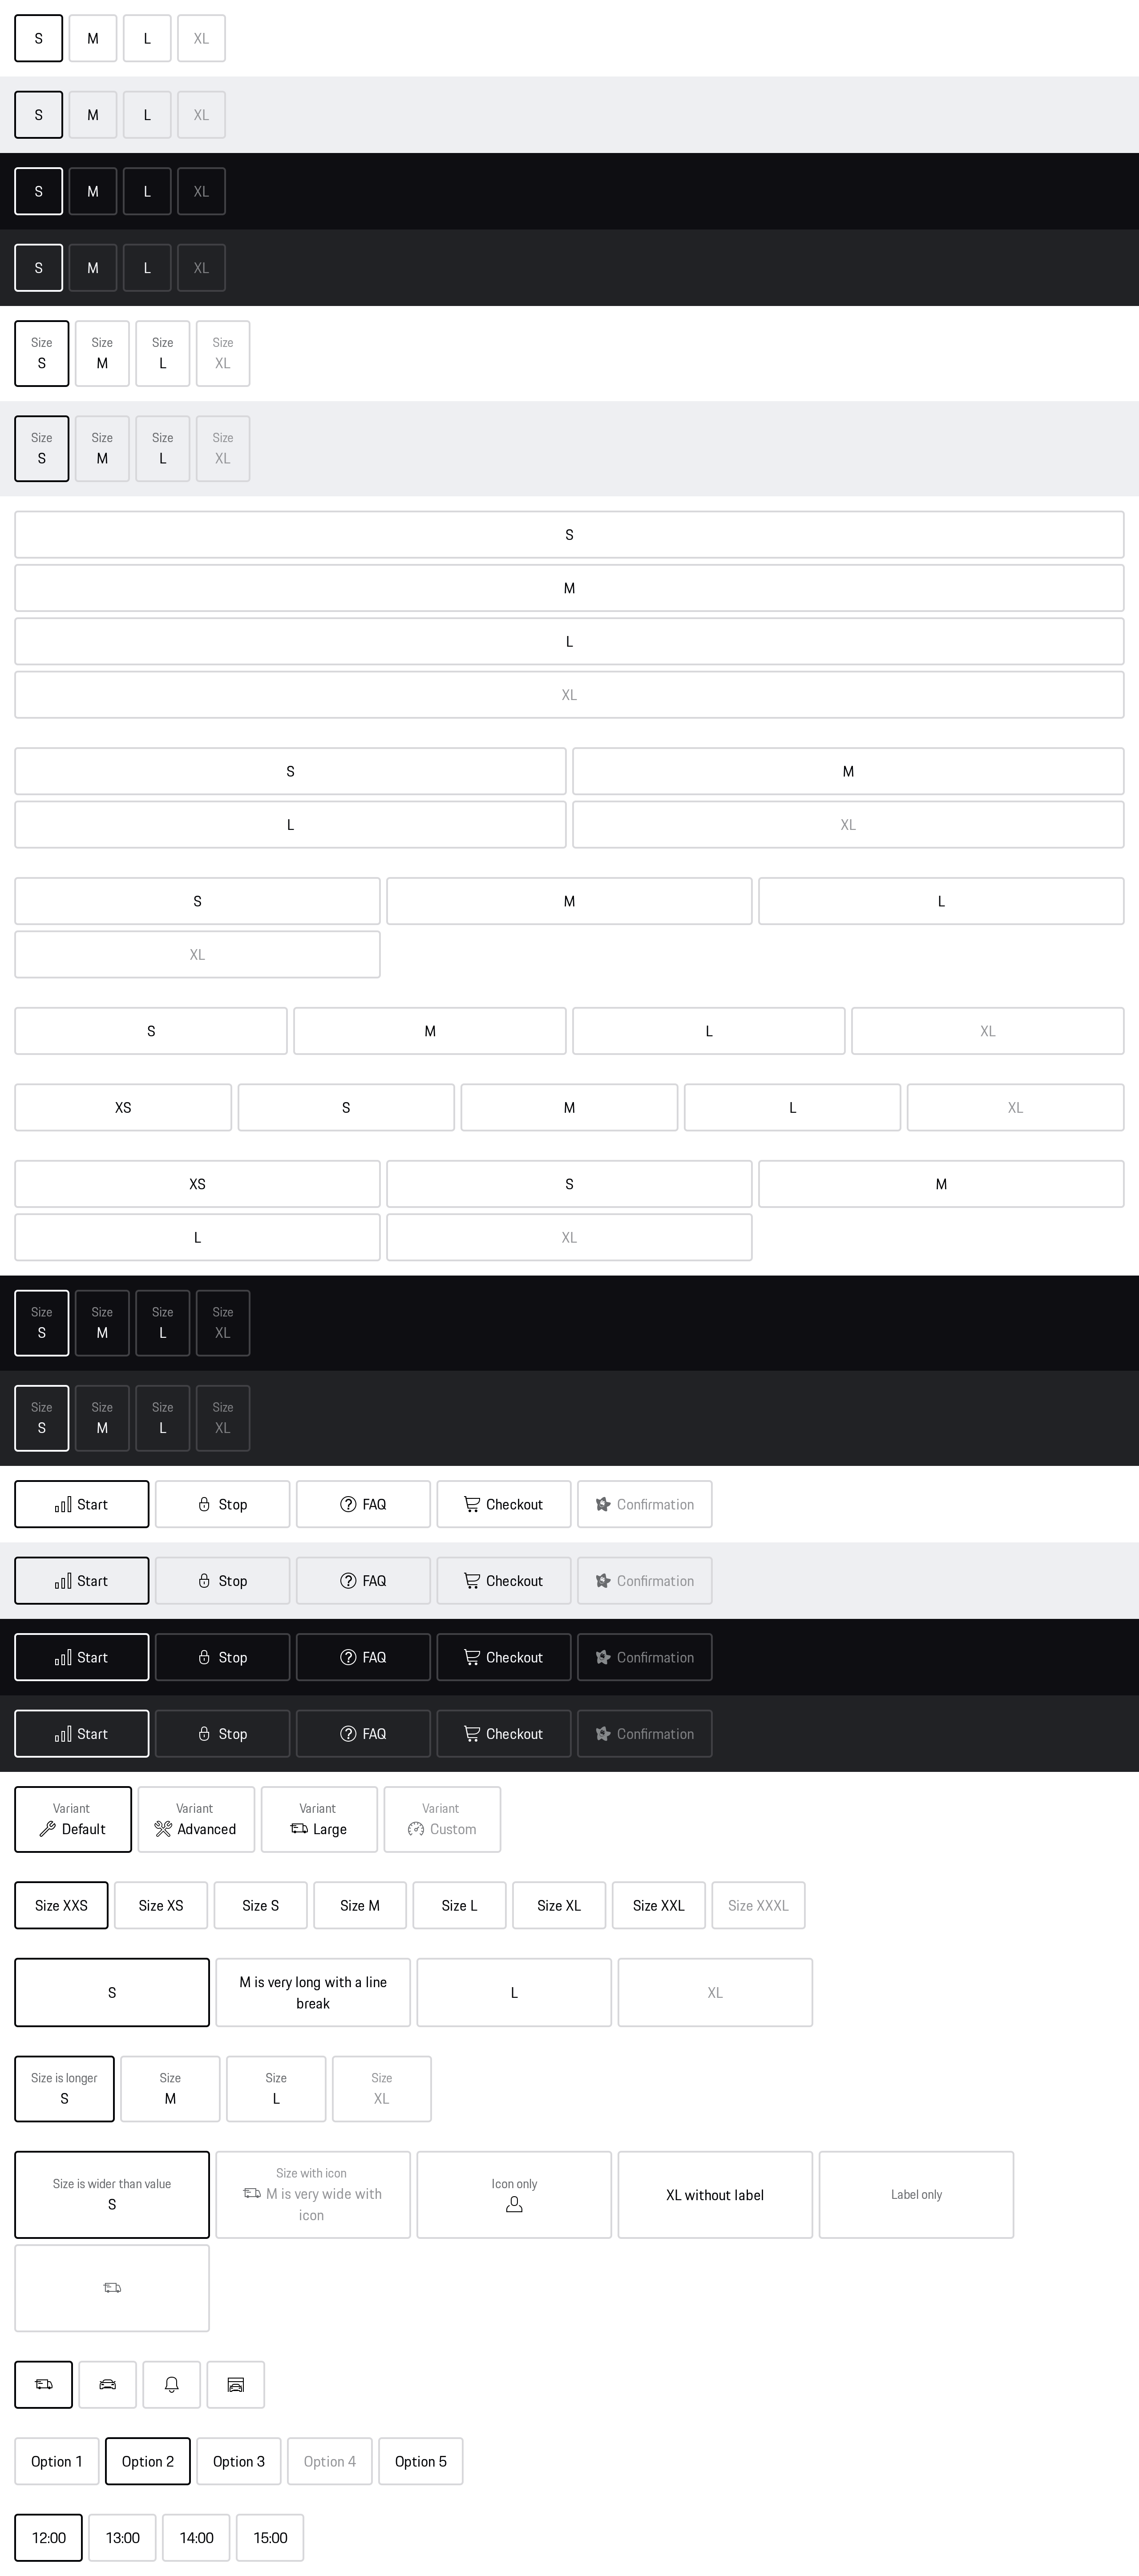 S M L XL
S M L XL
S M L XL
S M L XL
Size Size Size Size
S M L XL
Size Size Size Size
S M L XL
S
M
L
XL
S M
L XL
S M L
XL
S M L XL
XS S M L XL
XS S M
L XL
Size Size Size Size
S M L XL
Size Size Size Size
S M L XL
Start Stop FAQ Checkout Confirmation
Start Stop FAQ Checkout Confirmation
Start Stop FAQ Checkout Confirmation
Start Stop FAQ Checkout Confirmation
Variant Variant Variant Variant
Default Advanced Large Custom
Size XXS Size XS Size S Size M Size L Size XL Size XXL Size XXXL
S M is very long with a line break L XL
Size is longer Size Size Size
S M L XL
Size is wider than value
S
Size with icon
M is very wide with
icon
Icon only
XL without label
Label only
Option 1 Option 2 Option 3 Option 4 Option 5
12:00 13:00 14:00 15:00